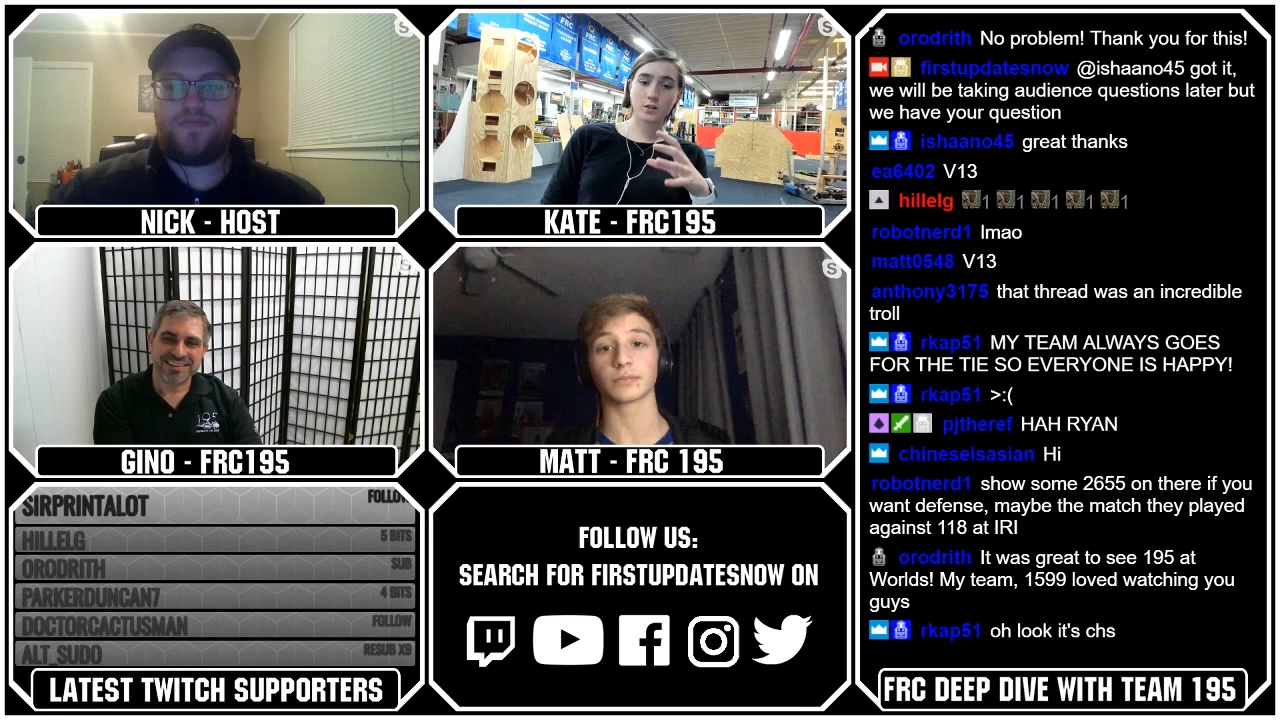 NICK - HOST
FRC
KATE - FRC195
195
GINO - FRC195
MATT - FRC 195
SIRPRINTALOT FOLLOW
HILLELG 5 BITS
ORODRITH SUB
PARKERDUNCAN7 4 BITS
DOCTORCACTUSMAN FOLLOW
ALT_SUDO RESUB X9
LATEST TWITCH SUPPORTERS
FOLLOW US:
SEARCH FOR FIRSTUPDATESNOW ON
orodrith No problem! Thank you for this!
firstupdatesnow @ishaano45 got it,
we will be taking audience questions later but
we have your question
ishaano45 great thanks
ea6402 V13
hillelg 1 1 1 1 1
robotnerd1 lmao
matt0548 V13
anthony3175 that thread was an incredible
troll
rkap51 MY TEAM ALWAYS GOES
FOR THE TIE SO EVERYONE IS HAPPY!
rkap51 >:(
pjtheref HAH RYAN
chineseisasian Hi
robotnerd1 show some 2655 on there if you
want defense, maybe the match they played
against 118 at IRI
orodrith It was great to see 195 at
Worlds! My team, 1599 loved watching you
guys
rkap51 oh look it's chs
FRC DEEP DIVE WITH TEAM 195